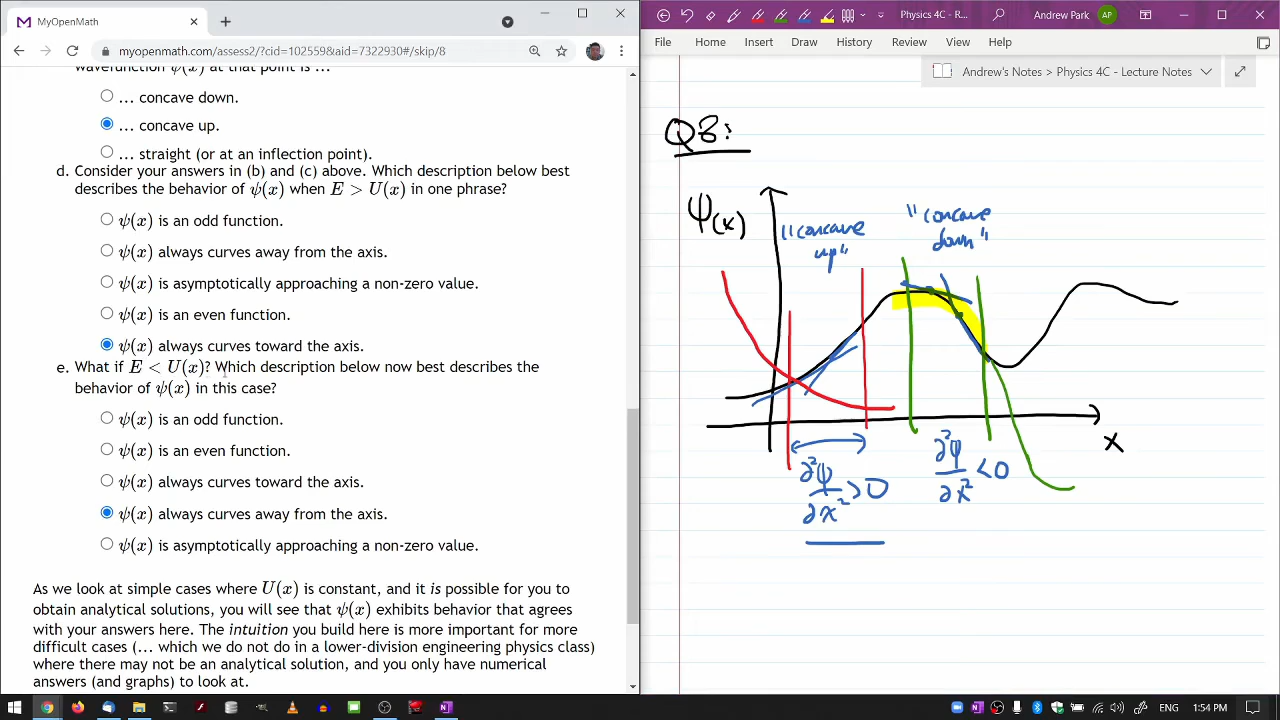 MyOpenMath
myopenmath.com/assess2/?cid=102559&aid=7322930#/skip/8
wavefunction ψ(x) at that point is ...
... concave down.
... concave up.
... straight (or at an inflection point).
d. Consider your answers in (b) and (c) above. Which description below best
describes the behavior of ψ(x) when E > U(x) in one phrase?
ψ(x) is an odd function.
ψ(x) always curves away from the axis.
ψ(x) is asymptotically approaching a non-zero value.
ψ(x) is an even function.
ψ(x) always curves toward the axis.
e. What if E < U(x)? Which description below now best describes the
behavior of ψ(x) in this case?
ψ(x) is an odd function.
ψ(x) is an even function.
ψ(x) always curves toward the axis.
ψ(x) always curves away from the axis.
ψ(x) is asymptotically approaching a non-zero value.
As we look at simple cases where U(x) is constant, and it is possible for you to
obtain analytical solutions, you will see that ψ(x) exhibits behavior that agrees
with your answers here. The intuition you build here is more important for more
difficult cases (... which we do not do in a lower-division engineering physics class)
where there may not be an analytical solution, and you only have numerical
answers (and graphs) to look at.
Physics 4C - R...
Andrew Park
AP
File Home Insert Draw History Review View Help
Andrew's Notes > Physics 4C - Lecture Notes
Q8:
ψ(x)
"concave
up"
"concave
down"
x
∂²ψ/∂x² > 0
∂²ψ/∂x² < 0
1:54 PM